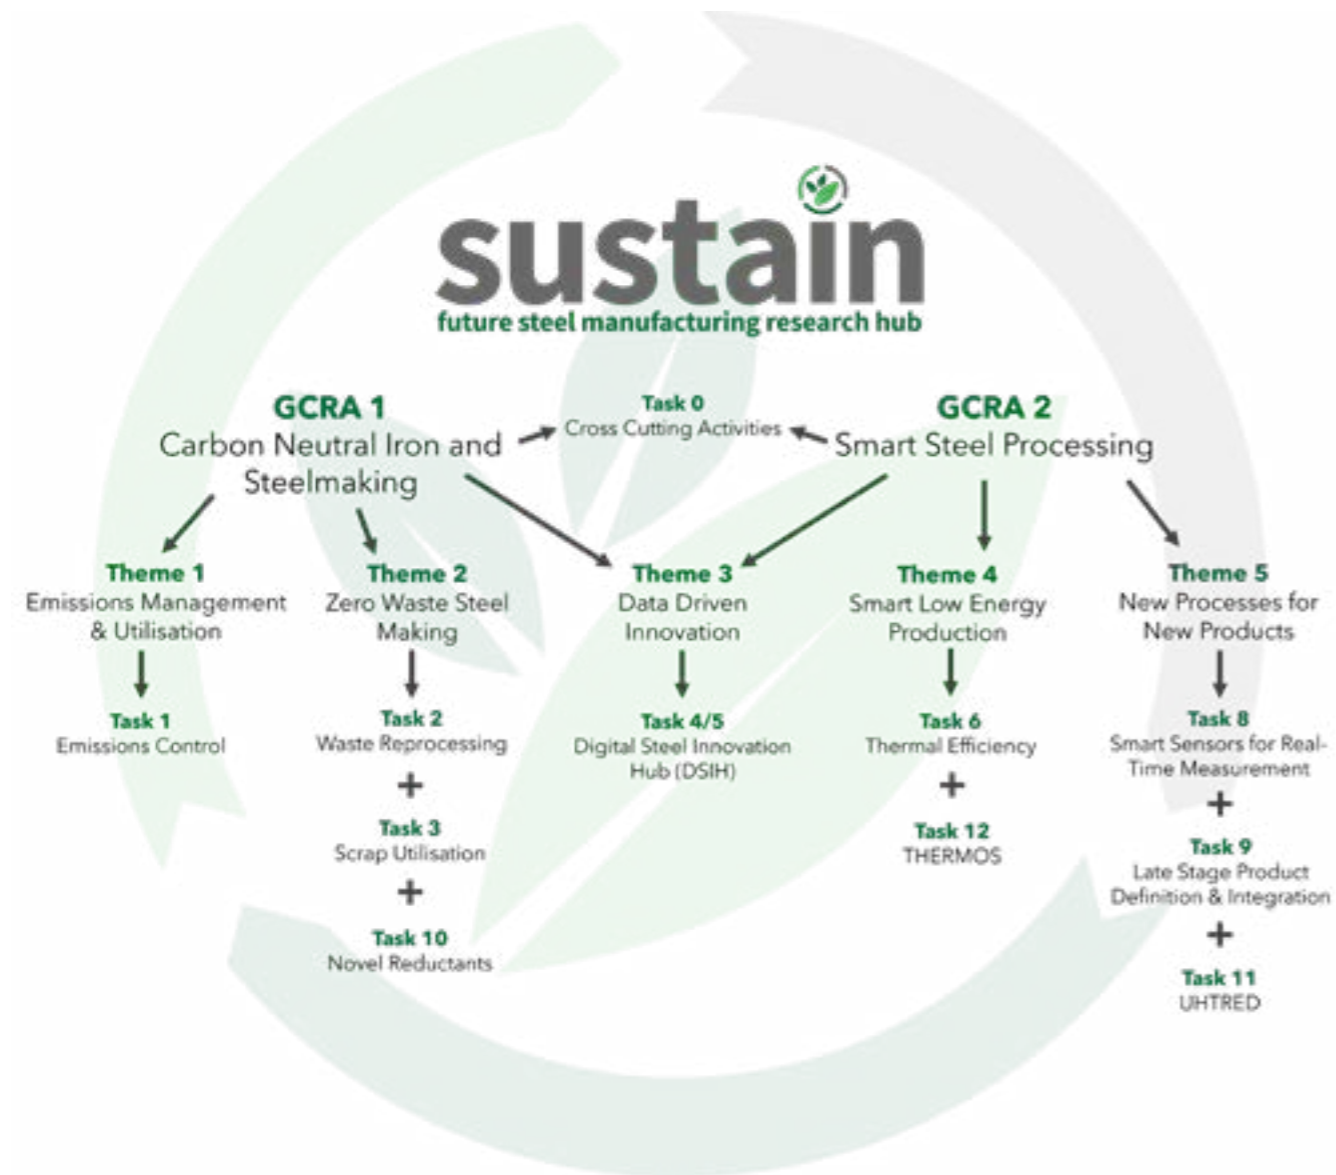 sustain
future steel manufacturing research hub
GCRA 1
Carbon Neutral Iron and
Steelmaking
Task 0
Cross Cutting Activities
GCRA 2
Smart Steel Processing
Theme 1
Emissions Management
& Utilisation
Theme 2
Zero Waste Steel
Making
Theme 3
Data Driven
Innovation
Theme 4
Smart Low Energy
Production
Theme 5
New Processes for
New Products
Task 1
Emissions Control
Task 2
Waste Reprocessing
+
Task 3
Scrap Utilisation
+
Task 10
Novel Reductants
Task 4/5
Digital Steel Innovation
Hub (DSIH)
Task 6
Thermal Efficiency
+
Task 12
THERMOS
Task 8
Smart Sensors for Real-
Time Measurement
+
Task 9
Late Stage Product
Definition & Integration
+
Task 11
UHTRED